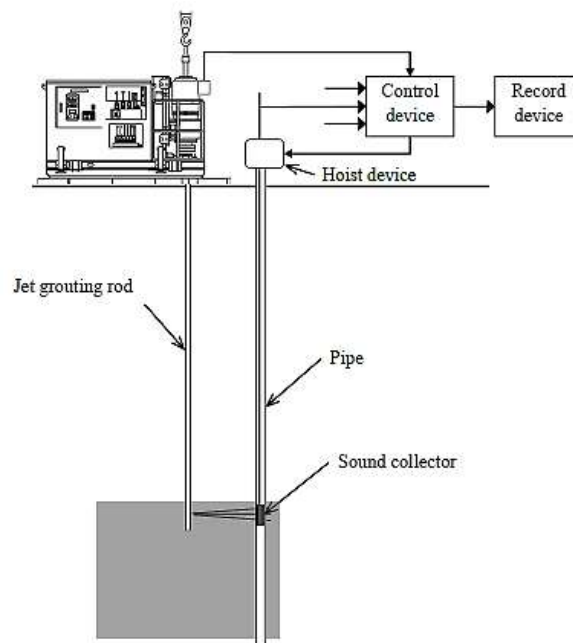 Control
device
Record
device
Hoist device
Jet grouting rod
Pipe
Sound collector